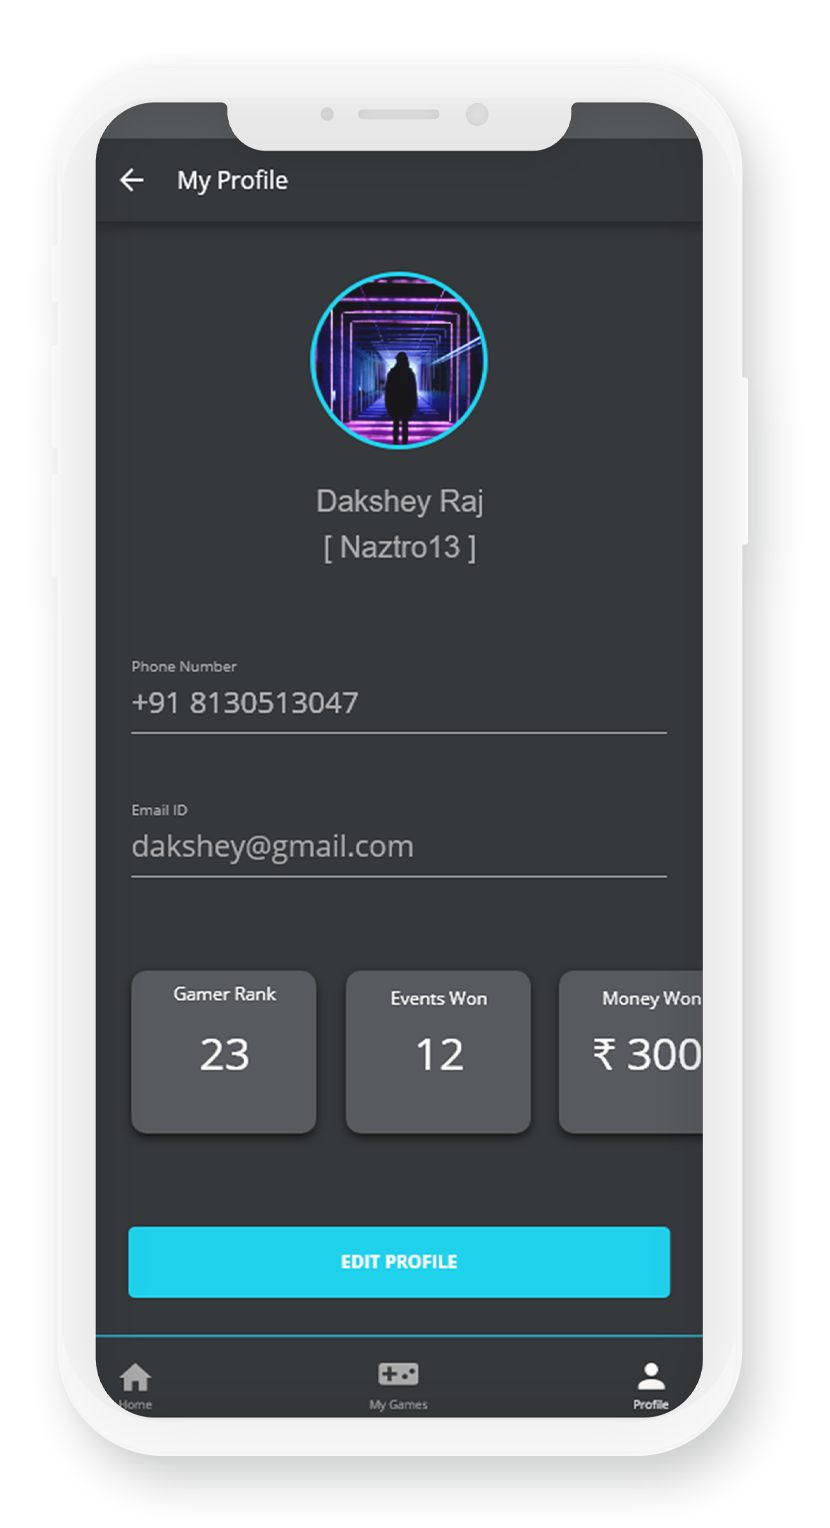 My Profile
Dakshey Raj
[ Naztro13 ]
Phone Number
+91 8130513047
Email ID
dakshey@gmail.com
Gamer Rank
Events Won
Money Won
23
12
₹ 300
EDIT PROFILE
Home
My Games
Profile